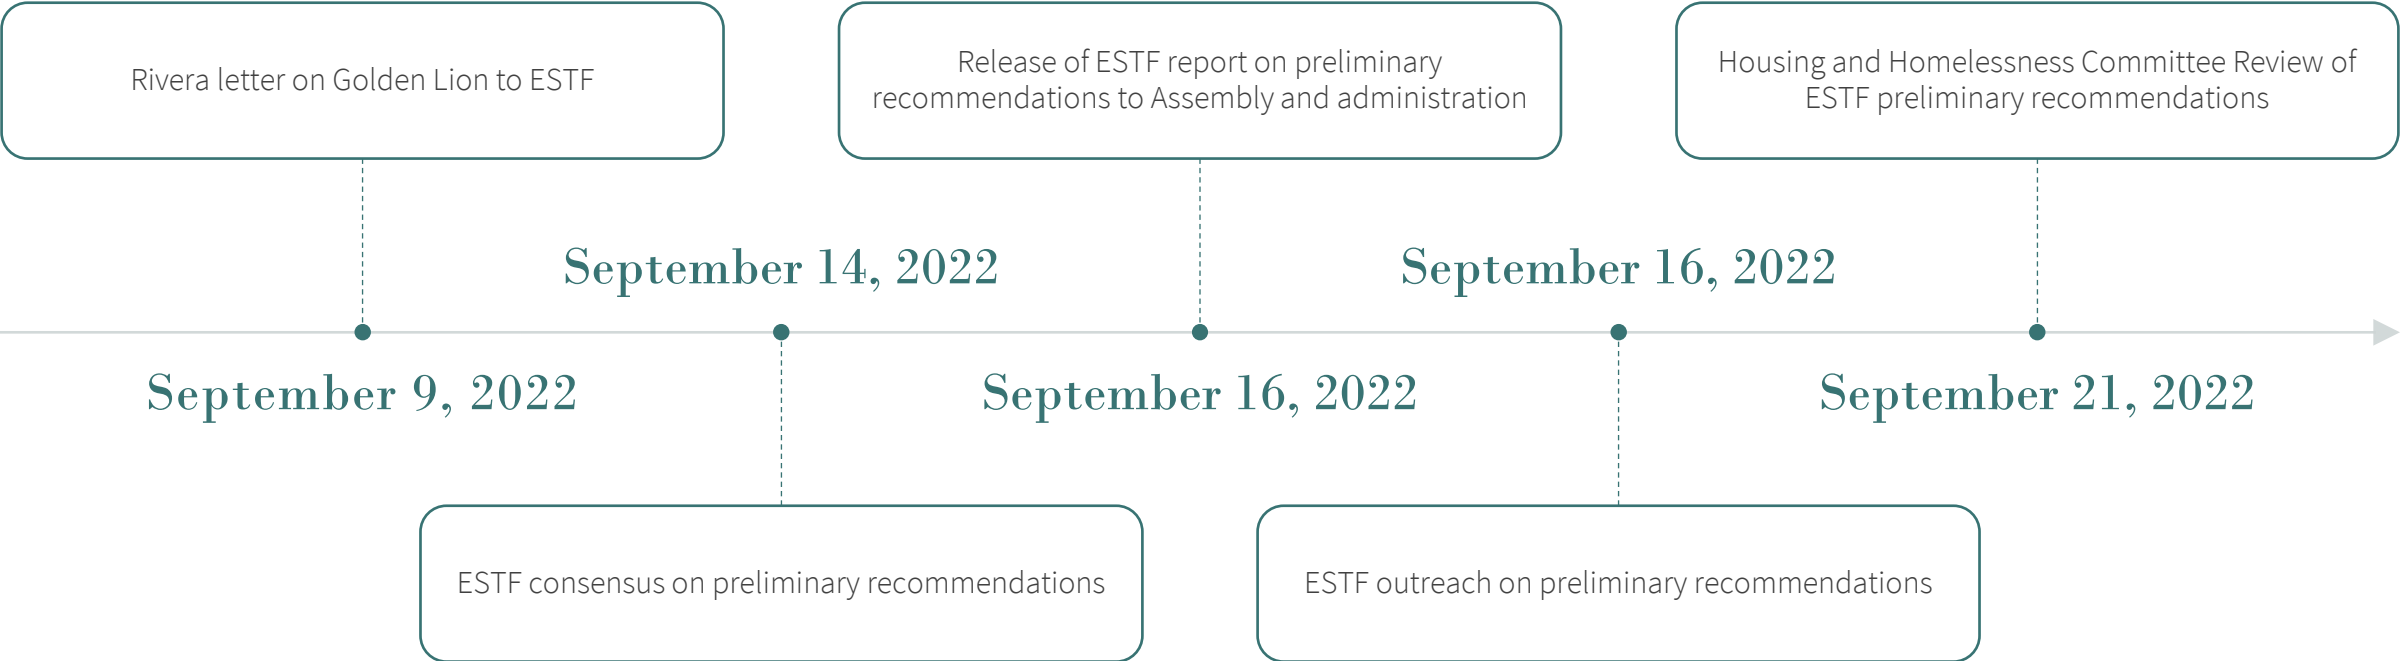 Rivera letter on Golden Lion to ESTF
September 9, 2022
September 14, 2022
ESTF consensus on preliminary recommendations
Release of ESTF report on preliminary
recommendations to Assembly and administration
September 16, 2022
September 16, 2022
ESTF outreach on preliminary recommendations
Housing and Homelessness Committee Review of
ESTF preliminary recommendations
September 21, 2022